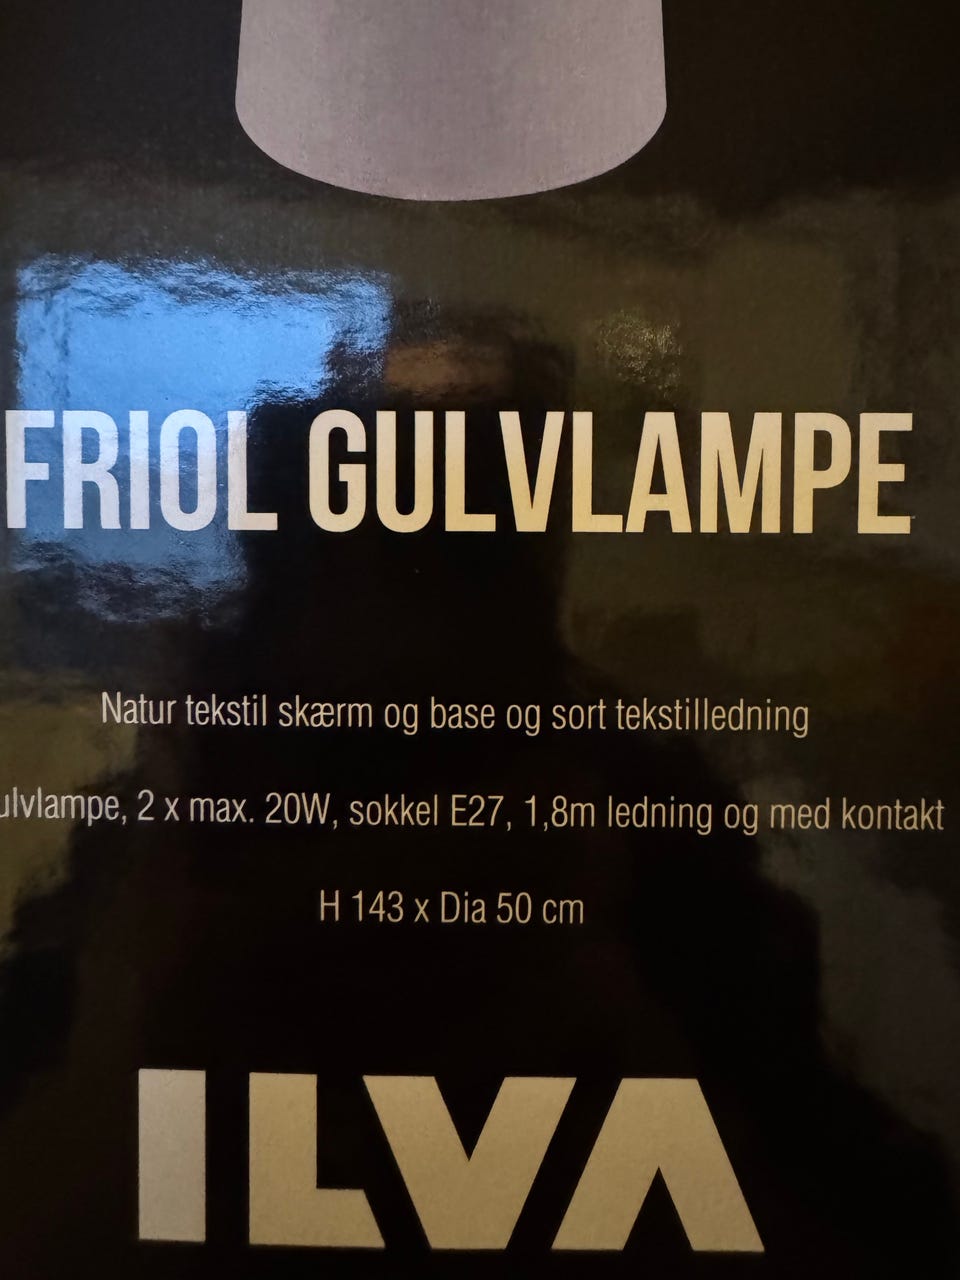 FRIOL GULVLAMPE
Natur tekstil skærm og base og sort tekstilledning
2 x max. 20W, sokkel E27, 1,8m ledning og med kontakt
H 143 x Dia 50 cm
ILVA